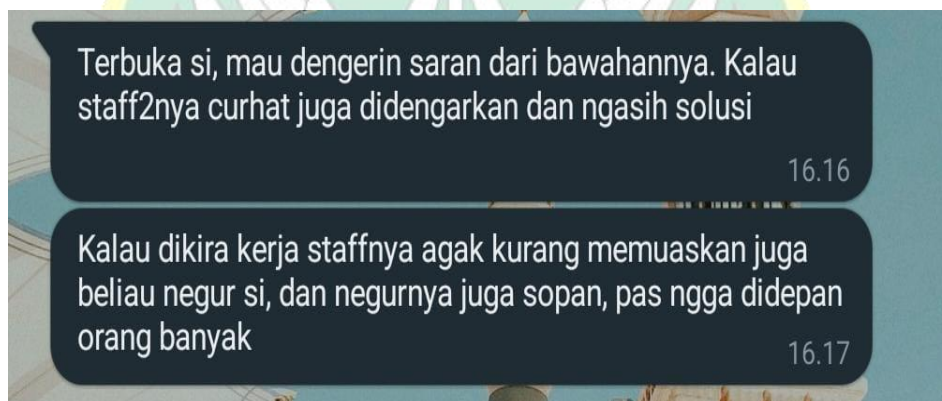 Terbuka si, mau dengerin saran dari bawahannya. Kalau
staff2nya curhat juga didengarkan dan ngasih solusi
16.16
Kalau dikira kerja staffnya agak kurang memuaskan juga
beliau negur si, dan negurnya juga sopan, pas ngga didepan
orang banyak
16.17